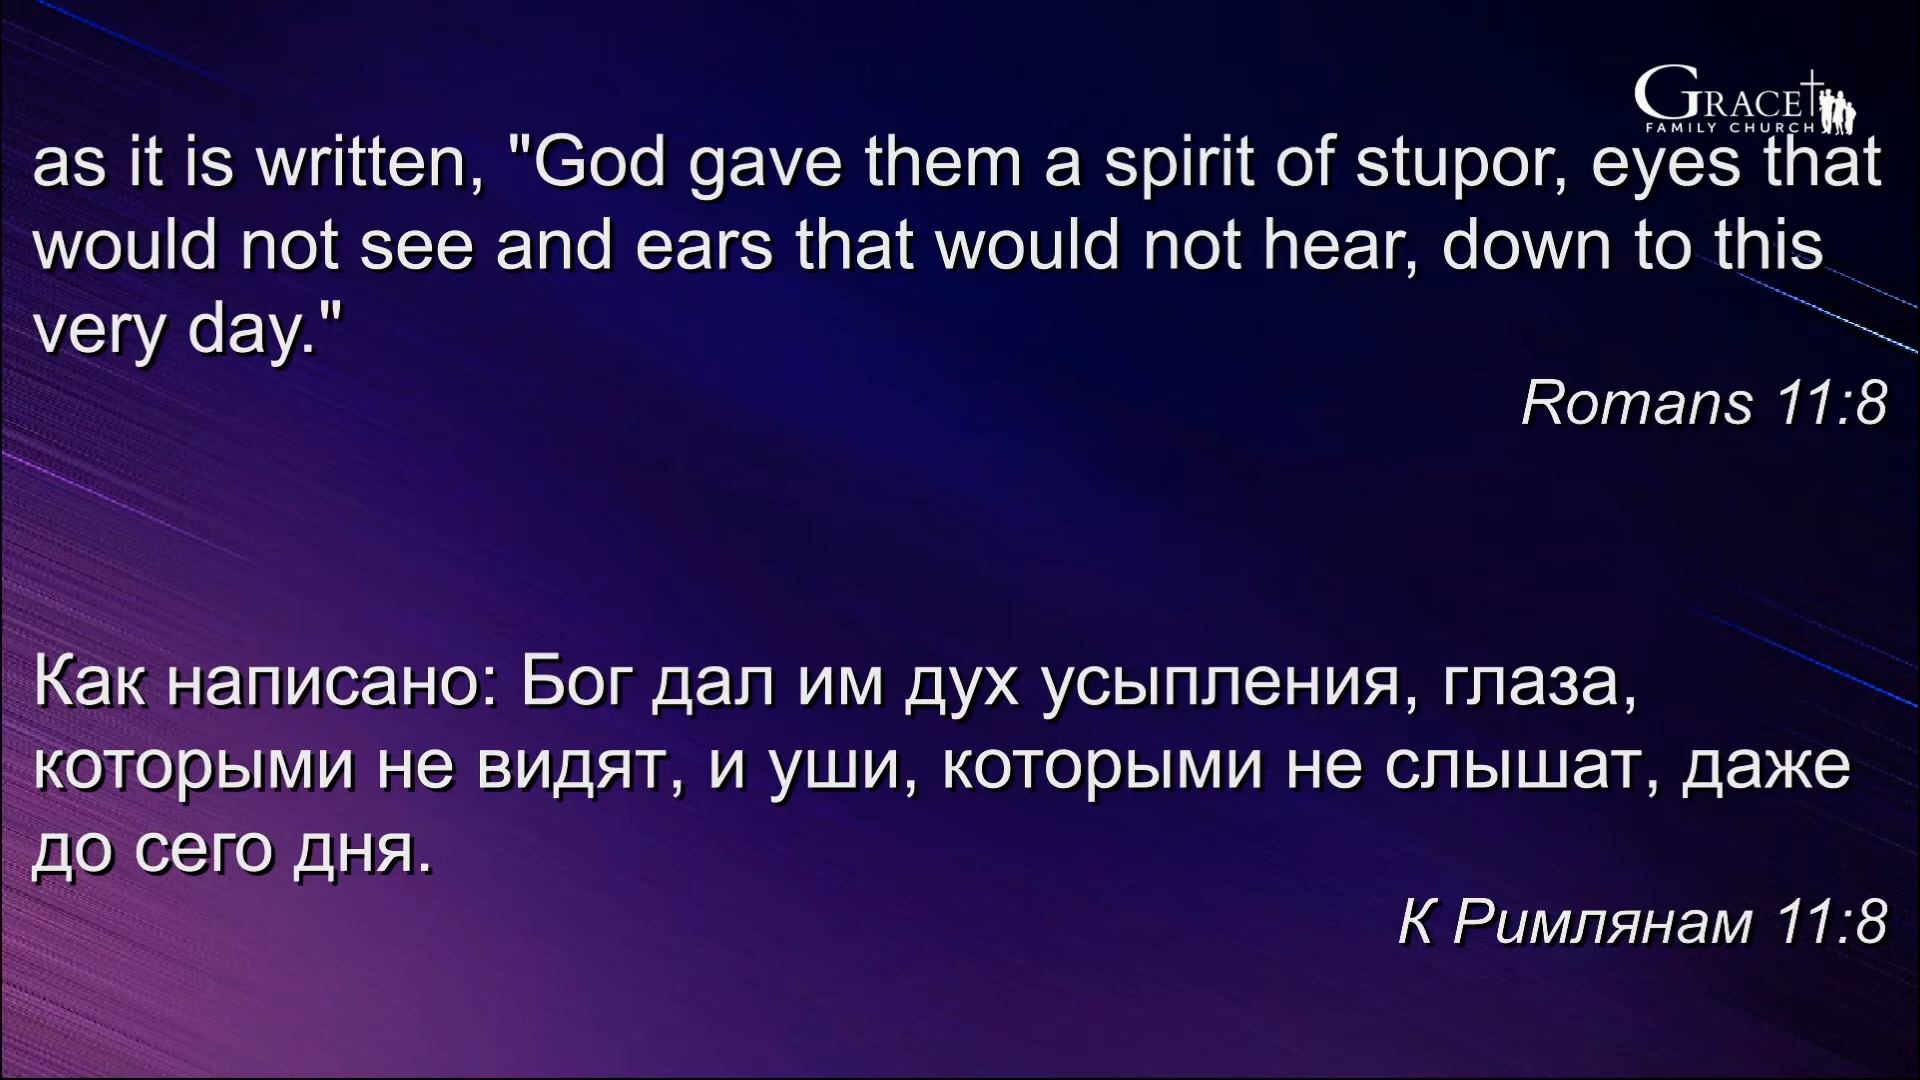 GRACE
FAMILY CHURCH
as it is written, "God gave them a spirit of stupor, eyes that
would not see and ears that would not hear, down to this
very day."
Romans 11:8
Как написано: Бог дал им дух усыпления, глаза,
которыми не видят, и уши, которыми не слышат, даже
до сего дня.
К Римлянам 11:8